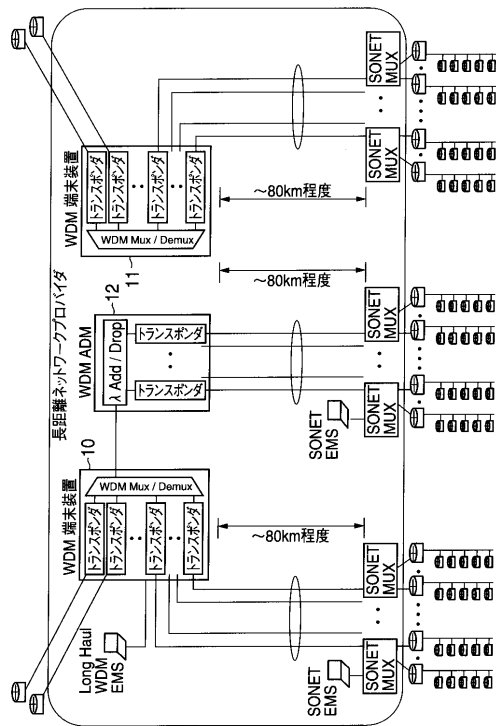 長距離ネットワークプロバイダ
WDM 端末装置
11
トランスポンダ
トランスポンダ
トランスポンダ
トランスポンダ
WDM Mux / Demux
~80km程度
SONET
MUX
SONET
MUX
WDM ADM
12
λ Add / Drop
トランスポンダ
トランスポンダ
~80km程度
SONET
MUX
SONET
MUX
SONET
EMS
WDM 端末装置
10
WDM Mux / Demux
トランスポンダ
トランスポンダ
トランスポンダ
トランスポンダ
~80km程度
Long Haul
WDM
EMS
SONET
MUX
SONET
MUX
SONET
EMS